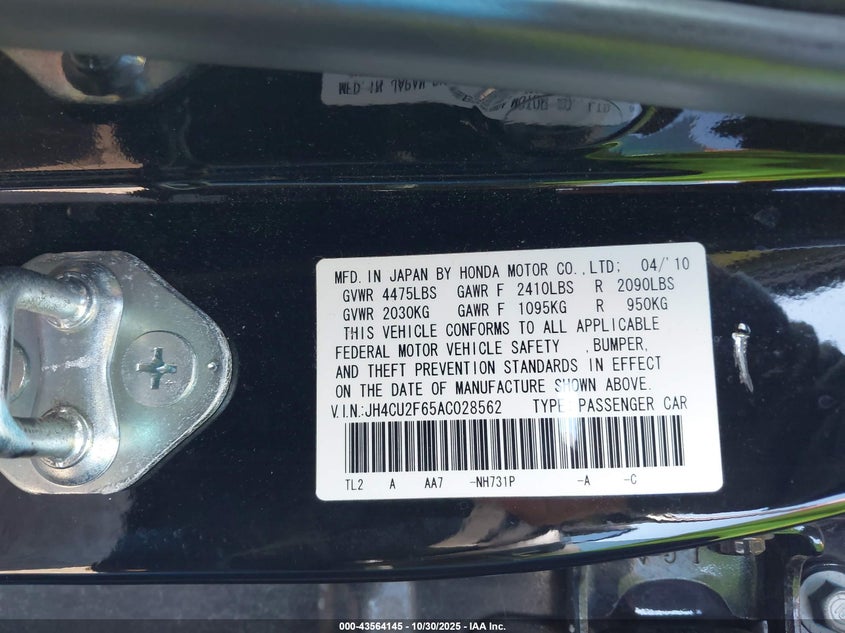 MFD. IN JAPAN
MFD. IN JAPAN BY HONDA MOTOR CO.,LTD; 04/'10
GVWR 4475LBS GAWR F 2410LBS R 2090LBS
GVWR 2030KG GAWR F 1095KG R 950KG
THIS VEHICLE CONFORMS TO ALL APPLICABLE
FEDERAL MOTOR VEHICLE SAFETY ,BUMPER,
AND THEFT PREVENTION STANDARDS IN EFFECT
ON THE DATE OF MANUFACTURE SHOWN ABOVE.
V.I.N.:JH4CU2F65AC028562 TYPE: PASSENGER CAR
TL2 A AA7 -NH731P -A -C
000-43564145 - 10/30/2025 - IAA Inc.